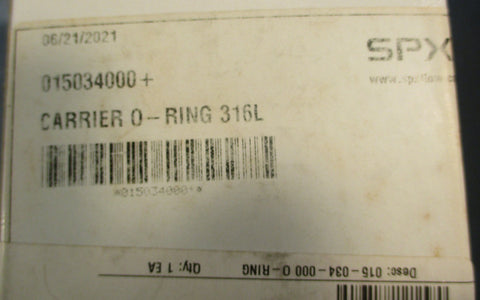 06/21/2021
SPX
015034000+
www.spxflow.co
CARRIER O-RING 316L
*015034000+*
Desc: 015-034-000 O-RING
Qty: 1 EA